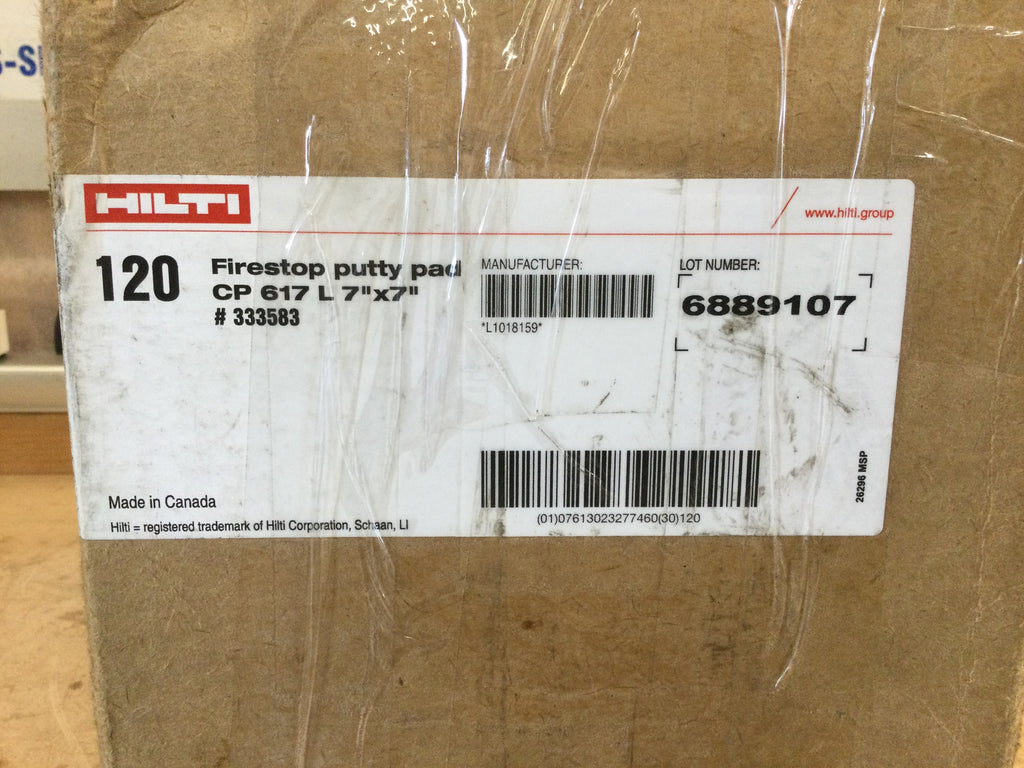 HILTI
www.hilti.group
120
Firestop putty pad
CP 617 L 7"x7"
# 333583
MANUFACTURER:
*L1018159*
LOT NUMBER:
6889107
26296 MSP
(01)07613023277460(30)120
Made in Canada
Hilti = registered trademark of Hilti Corporation, Schaan, LI